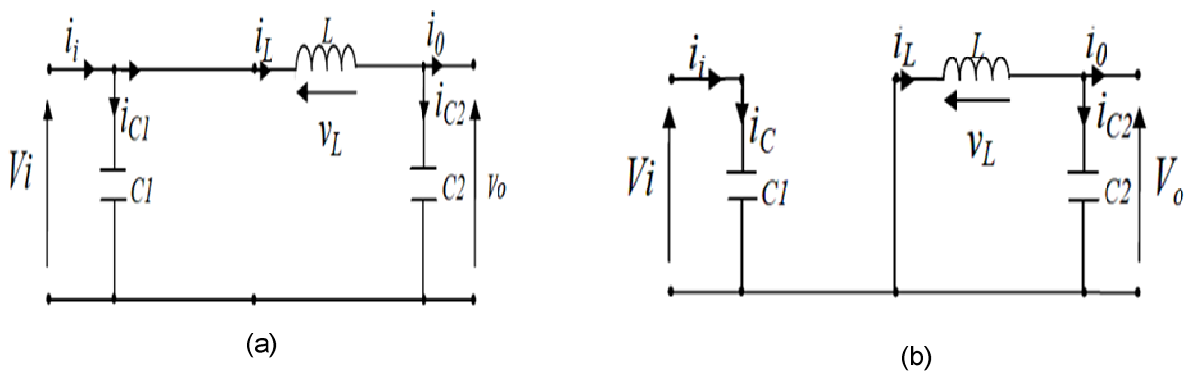 i_i i_L L i_0
i_C1 v_L i_C2
Vi C1 C2 Vo
(a)
i_i i_L L i_0
i_C v_L i_C2
Vi C1 C2 V_o
(b)